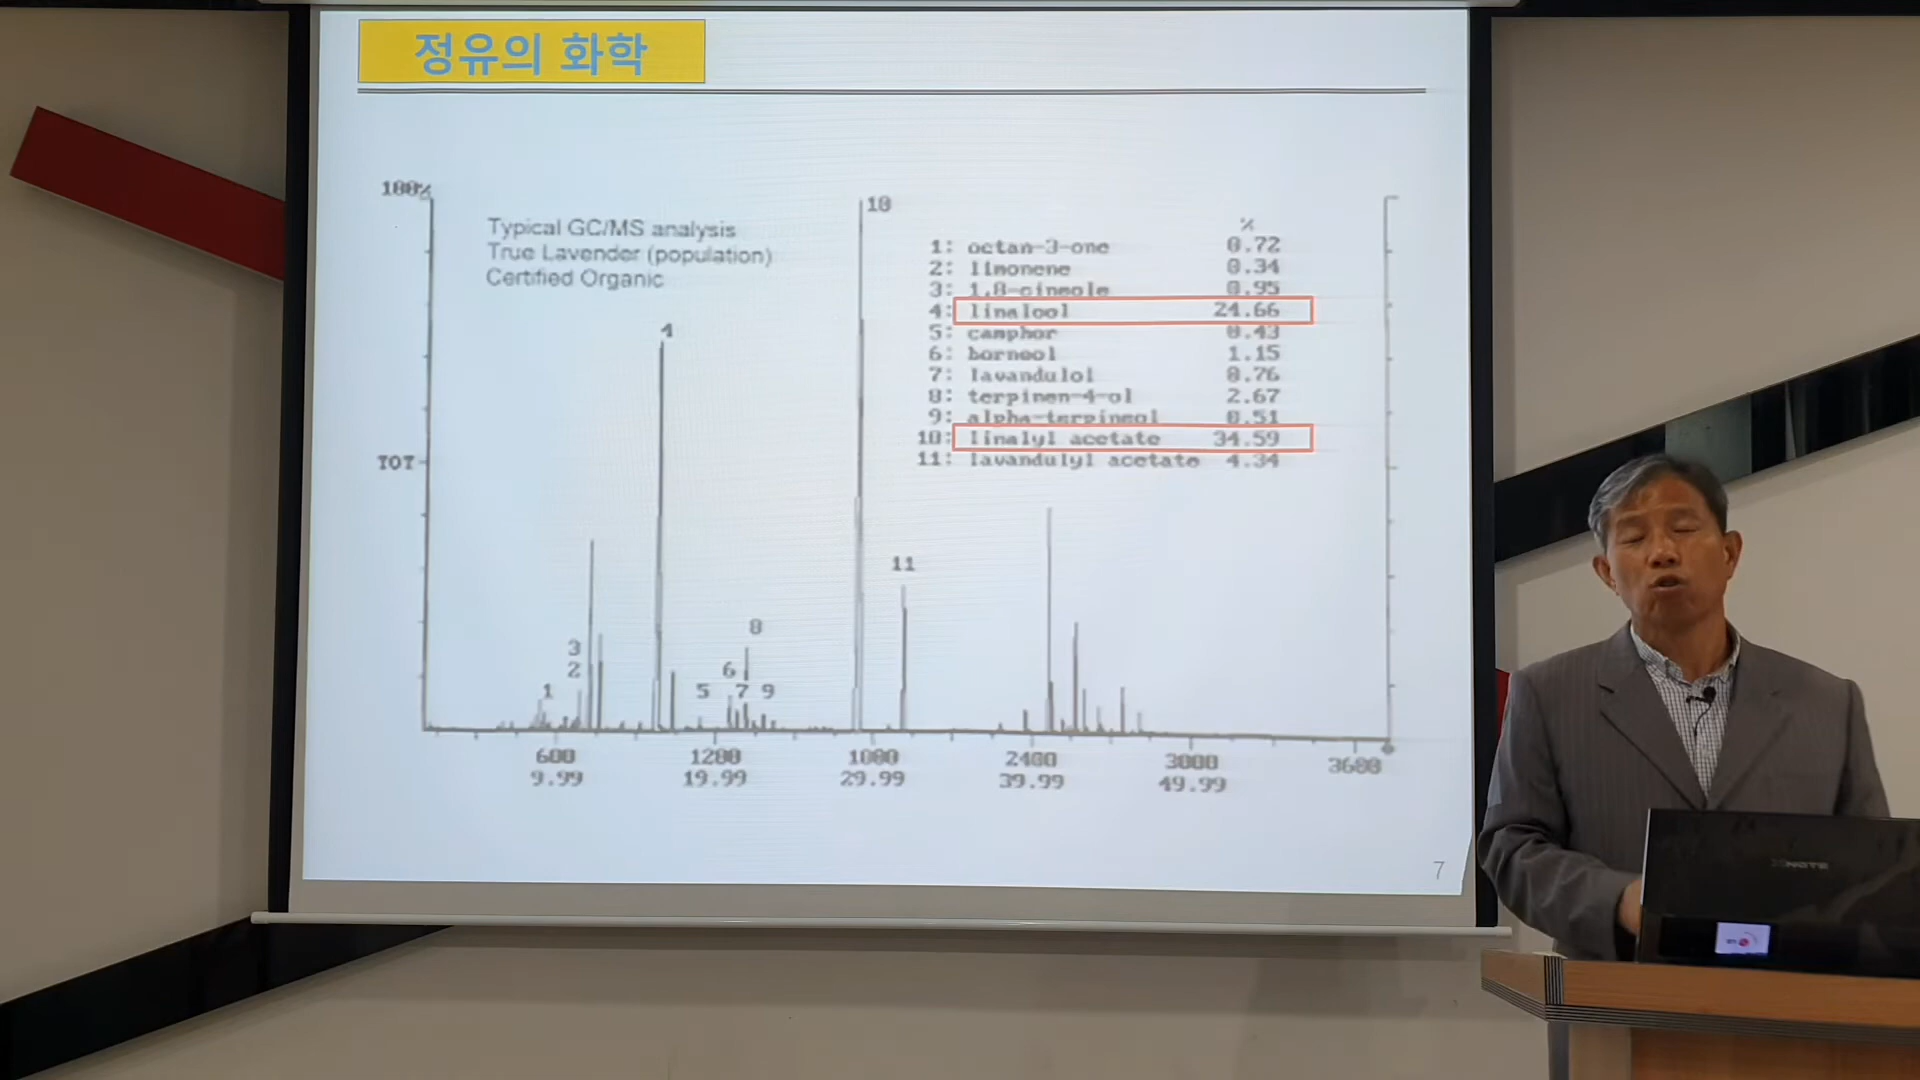 정유의 화학
100%
Typical GC/MS analysis
True Lavender (population)
Certified Organic
10
%
1: octan-3-one 0.72
2: limonene 0.34
3: 1,8-cineole 0.95
4: linalool 24.66
5: camphor 0.43
6: borneol 1.15
7: lavandulol 0.76
8: terpinen-4-ol 2.67
9: alpha-terpineol 0.51
10: linalyl acetate 34.59
11: lavandulyl acetate 4.34
4
TOT
11
8
3
6
2
1
5
7
9
600 1200 1800 2400 3000 3600
9.99 19.99 29.99 39.99 49.99
7
XNOTE